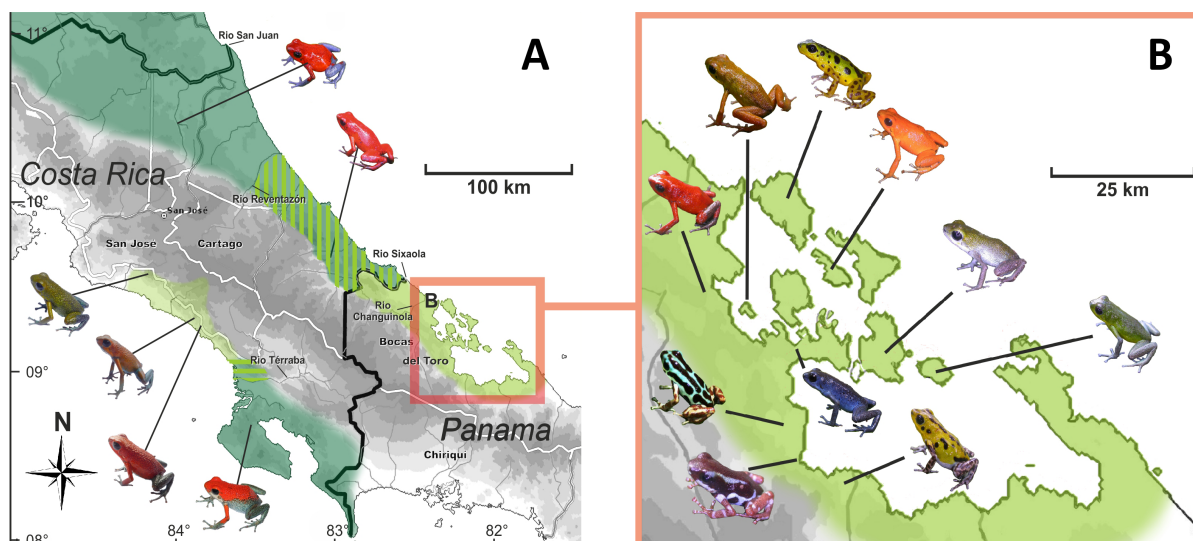 11°
Rio San Juan
A
B
100 km
25 km
Costa Rica
10°
Rio Reventazón
San José
San Jose
Cartago
Rio Sixaola
B
Rio
Changuinola
Bocas
del Toro
Rio Térraba
09°
N
Panama
Chiriqui
08°
84°
83°
82°